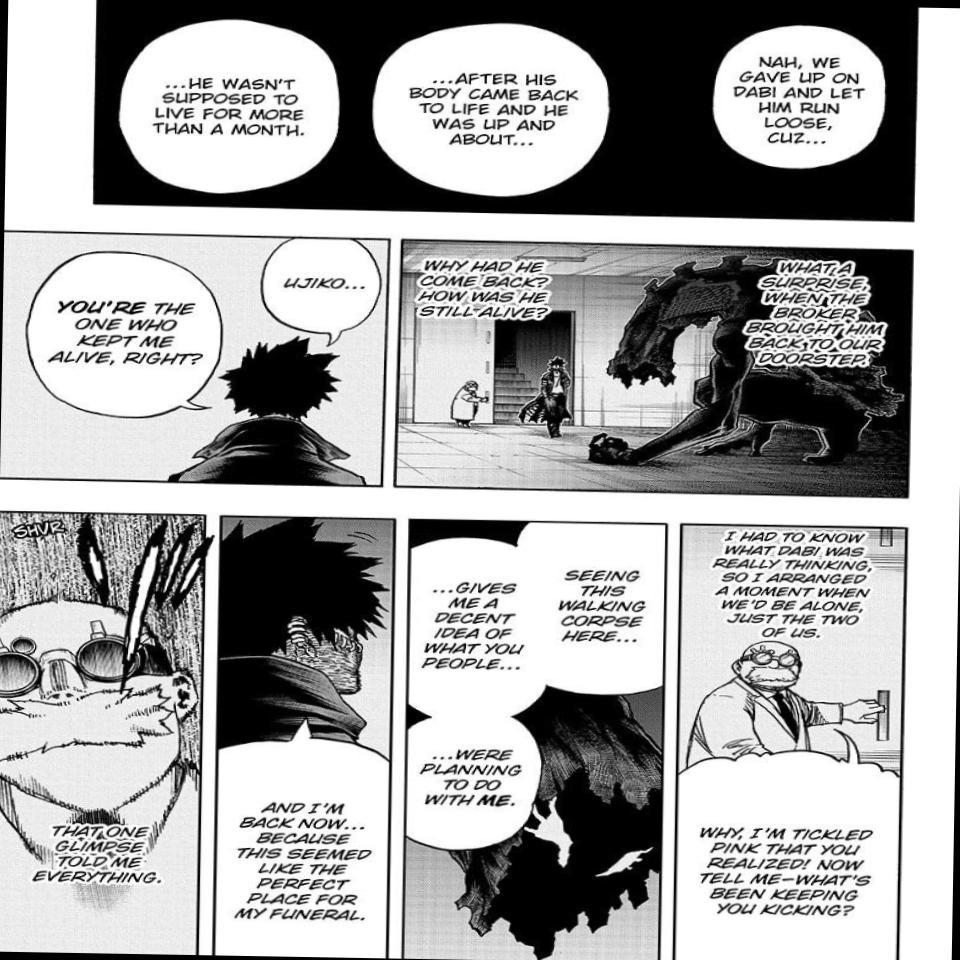 NAH, WE
GAVE UP ON
DABI AND LET
HIM RUN
LOOSE,
CUZ...
...AFTER HIS
BODY CAME BACK
TO LIFE AND HE
WAS UP AND
ABOUT...
...HE WASN'T
SUPPOSED TO
LIVE FOR MORE
THAN A MONTH.
WHAT A
SURPRISE,
WHEN THE
BROKER
BROUGHT HIM
BACK TO OUR
DOORSTEP.
WHY HAD HE
COME BACK?
HOW WAS HE
STILL ALIVE?
UJIKO...
YOU'RE THE
ONE WHO
KEPT ME
ALIVE, RIGHT?
I HAD TO KNOW
WHAT DABI WAS
REALLY THINKING,
SO I ARRANGED
A MOMENT WHEN
WE'D BE ALONE,
JUST THE TWO
OF US.
WHY, I'M TICKLED
PINK THAT YOU
REALIZED! NOW
TELL ME—WHAT'S
BEEN KEEPING
YOU KICKING?
SEEING
THIS
WALKING
CORPSE
HERE...
...GIVES
ME A
DECENT
IDEA OF
WHAT YOU
PEOPLE...
...WERE
PLANNING
TO DO
WITH ME.
AND I'M
BACK NOW...
BECAUSE
THIS SEEMED
LIKE THE
PERFECT
PLACE FOR
MY FUNERAL.
SHVR
THAT ONE
GLIMPSE
TOLD ME
EVERYTHING.